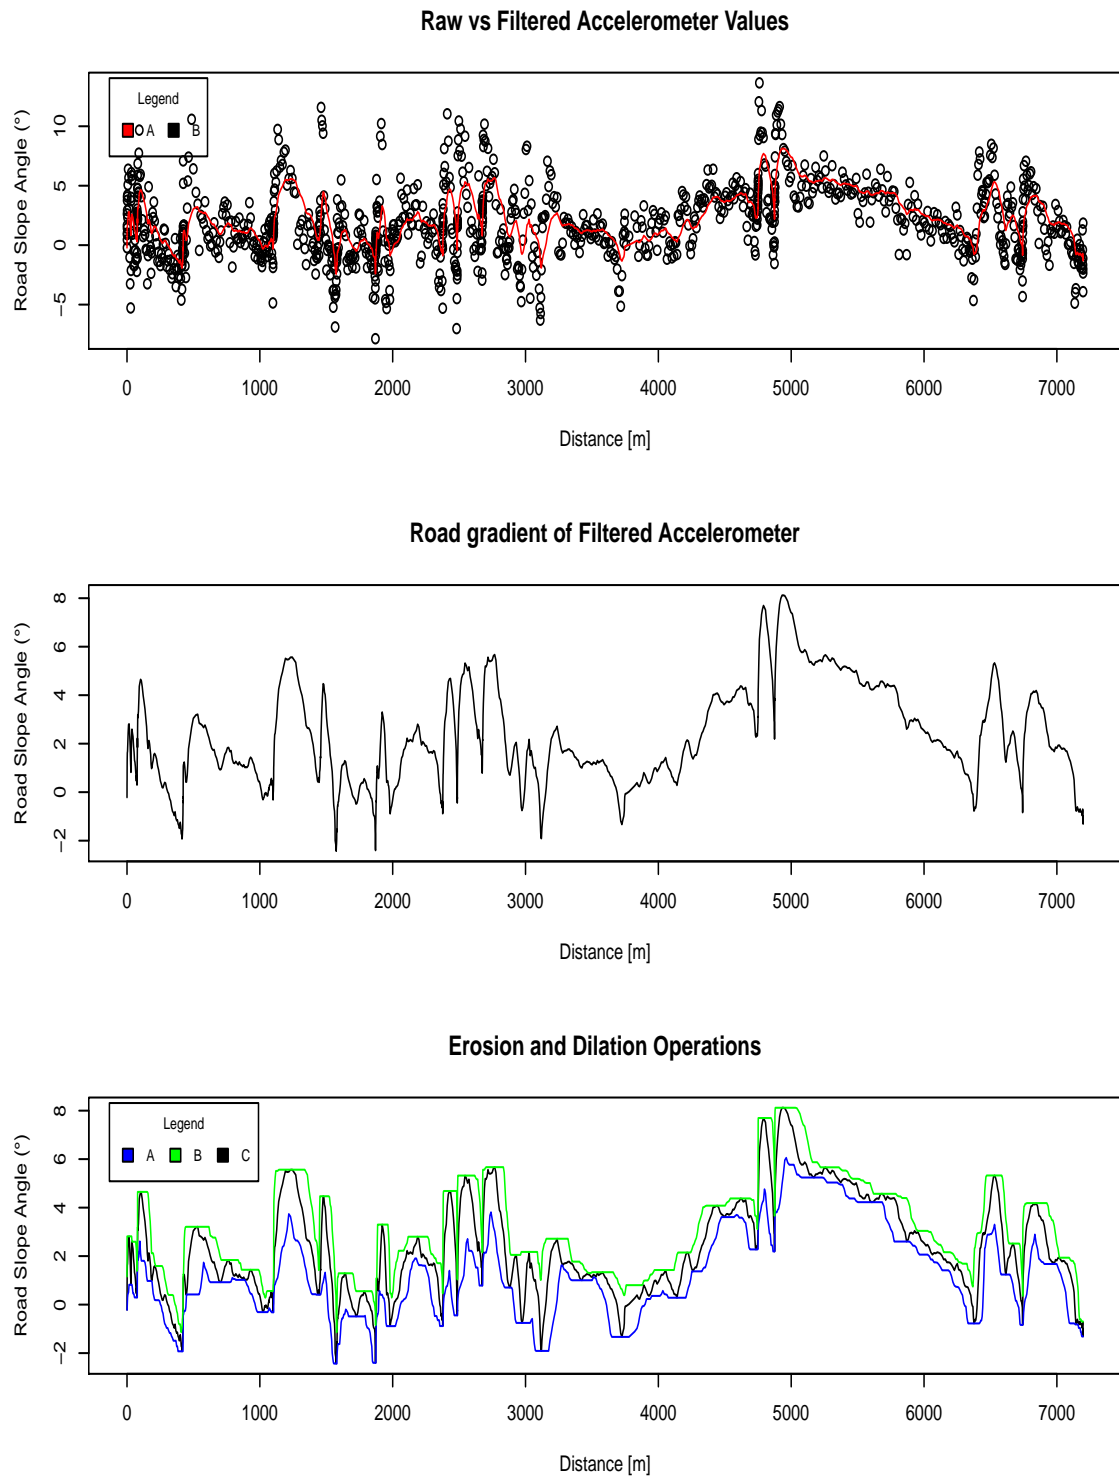 Raw vs Filtered Accelerometer Values
Road Slope Angle (°)
10
5
0
−5
Legend
A B
0 1000 2000 3000 4000 5000 6000 7000
Distance [m]
Road gradient of Filtered Accelerometer
Road Slope Angle (°)
8
6
4
2
0
−2
0 1000 2000 3000 4000 5000 6000 7000
Distance [m]
Erosion and Dilation Operations
Road Slope Angle (°)
8
6
4
2
0
−2
Legend
A B C
0 1000 2000 3000 4000 5000 6000 7000
Distance [m]